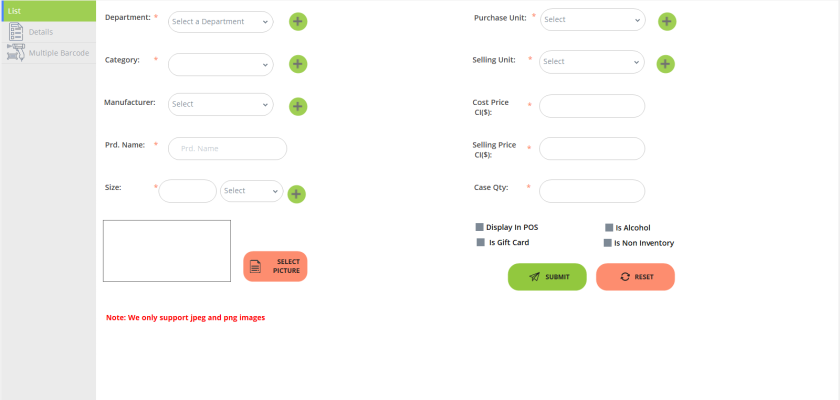 List
Details
Multiple Barcode
Department: *
Select a Department
Category: *
Manufacturer:
Select
Prd. Name: *
Prd. Name
Size: *
Select
SELECT
PICTURE
Note: We only support jpeg and png images
Purchase Unit: *
Select
Selling Unit: *
Select
Cost Price
CI($): *
Selling Price
CI($): *
Case Qty: *
Display In POS
Is Alcohol
Is Gift Card
Is Non Inventory
SUBMIT
RESET